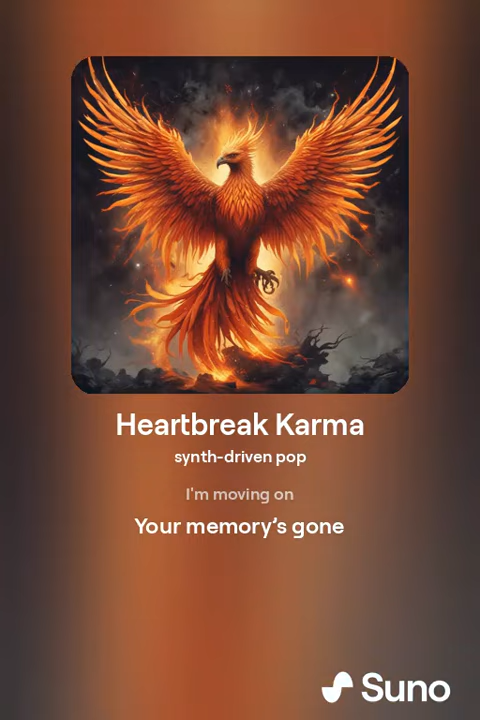 Heartbreak Karma
synth-driven pop
I'm moving on
Your memory's gone
Suno